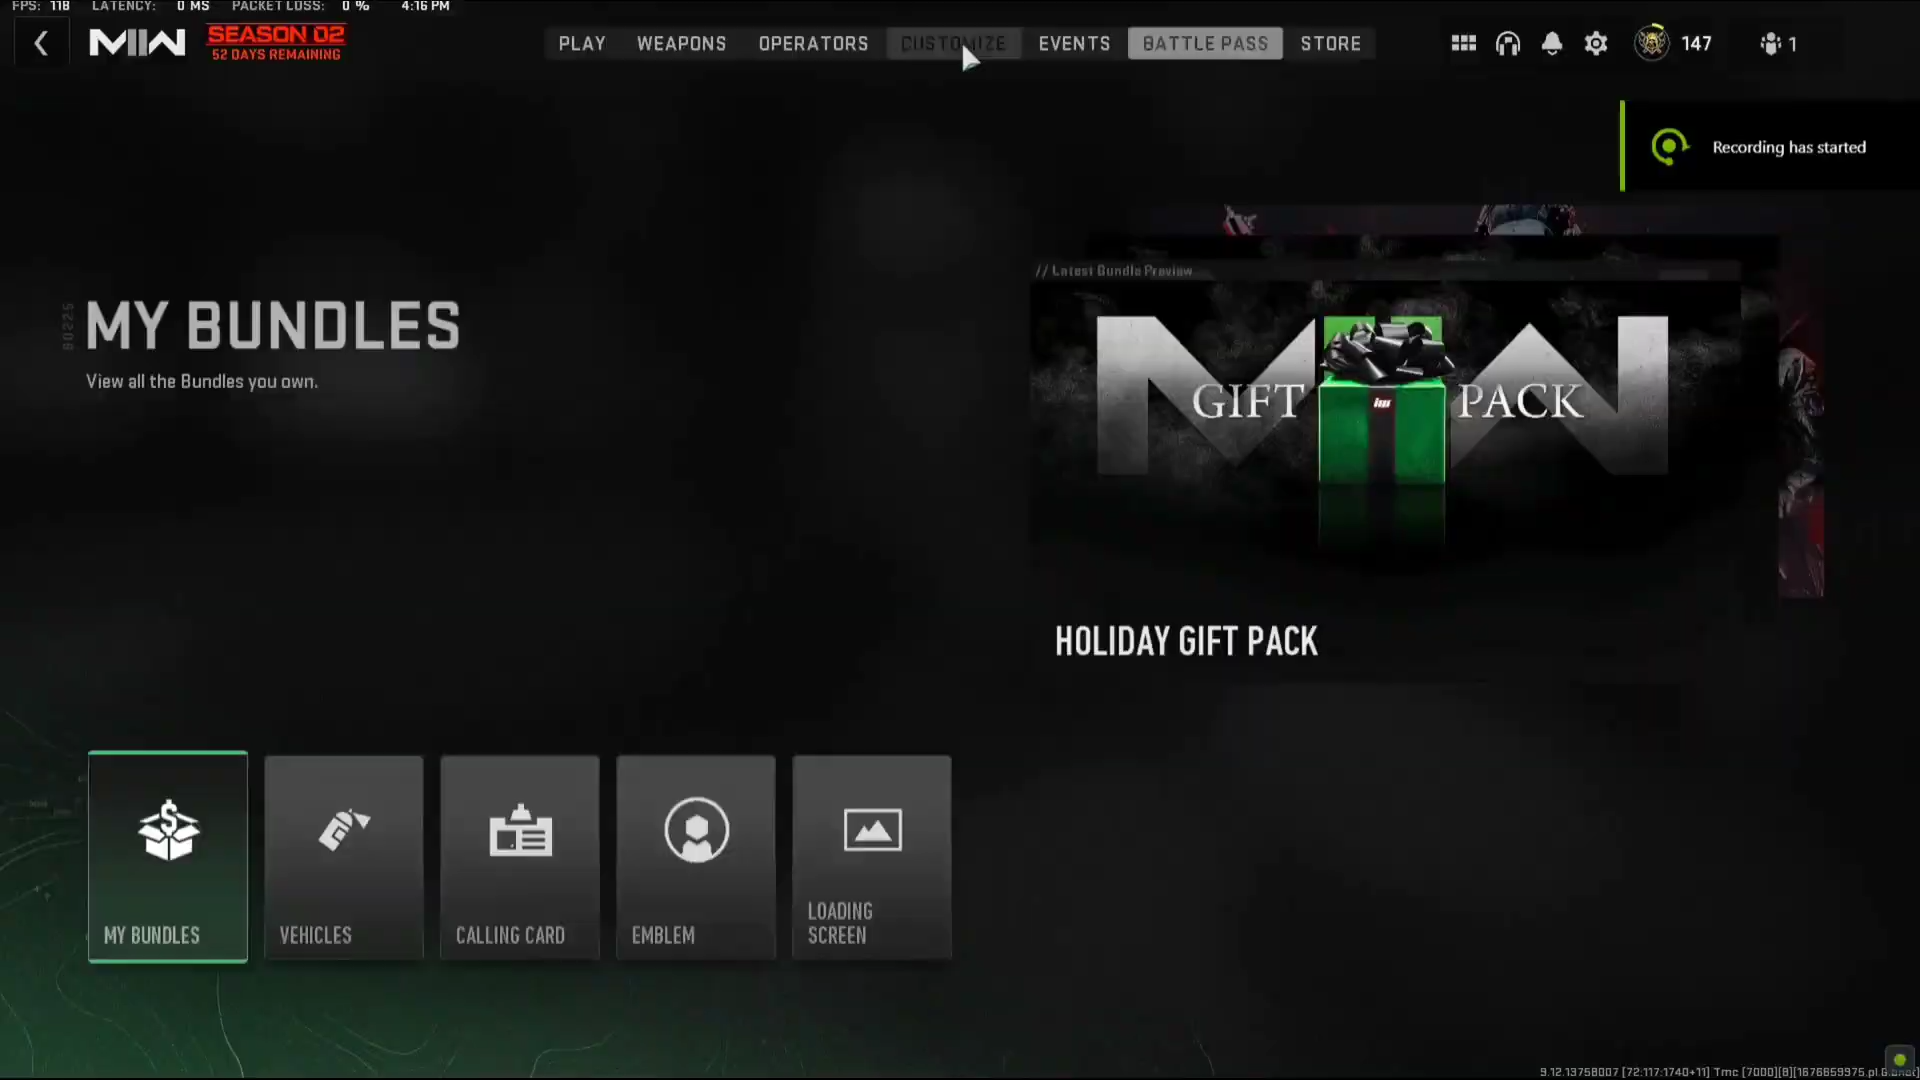 FPS: 118 LATENCY: 0 MS PACKET LOSS: 0 % 4:16 PM
MIIW SEASON 02
52 DAYS REMAINING
PLAY WEAPONS OPERATORS CUSTOMIZE EVENTS BATTLE PASS STORE
147
1
Recording has started
// Latest Bundle Preview
MY BUNDLES
View all the Bundles you own.
GIFT PACK
HOLIDAY GIFT PACK
MY BUNDLES
VEHICLES
CALLING CARD
EMBLEM
LOADING
SCREEN